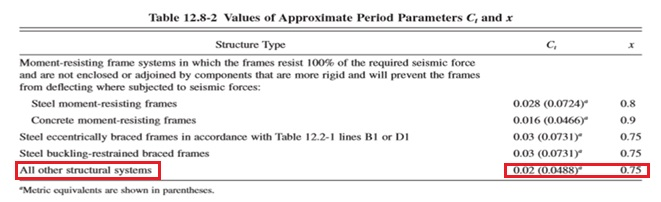 Table 12.8-2 Values of Approximate Period Parameters Ct and x
Structure Type Ct x
Moment-resisting frame systems in which the frames resist 100% of the required seismic force
and are not enclosed or adjoined by components that are more rigid and will prevent the frames
from deflecting where subjected to seismic forces:
Steel moment-resisting frames 0.028 (0.0724)a 0.8
Concrete moment-resisting frames 0.016 (0.0466)a 0.9
Steel eccentrically braced frames in accordance with Table 12.2-1 lines B1 or D1 0.03 (0.0731)a 0.75
Steel buckling-restrained braced frames 0.03 (0.0731)a 0.75
All other structural systems 0.02 (0.0488)a 0.75
aMetric equivalents are shown in parentheses.